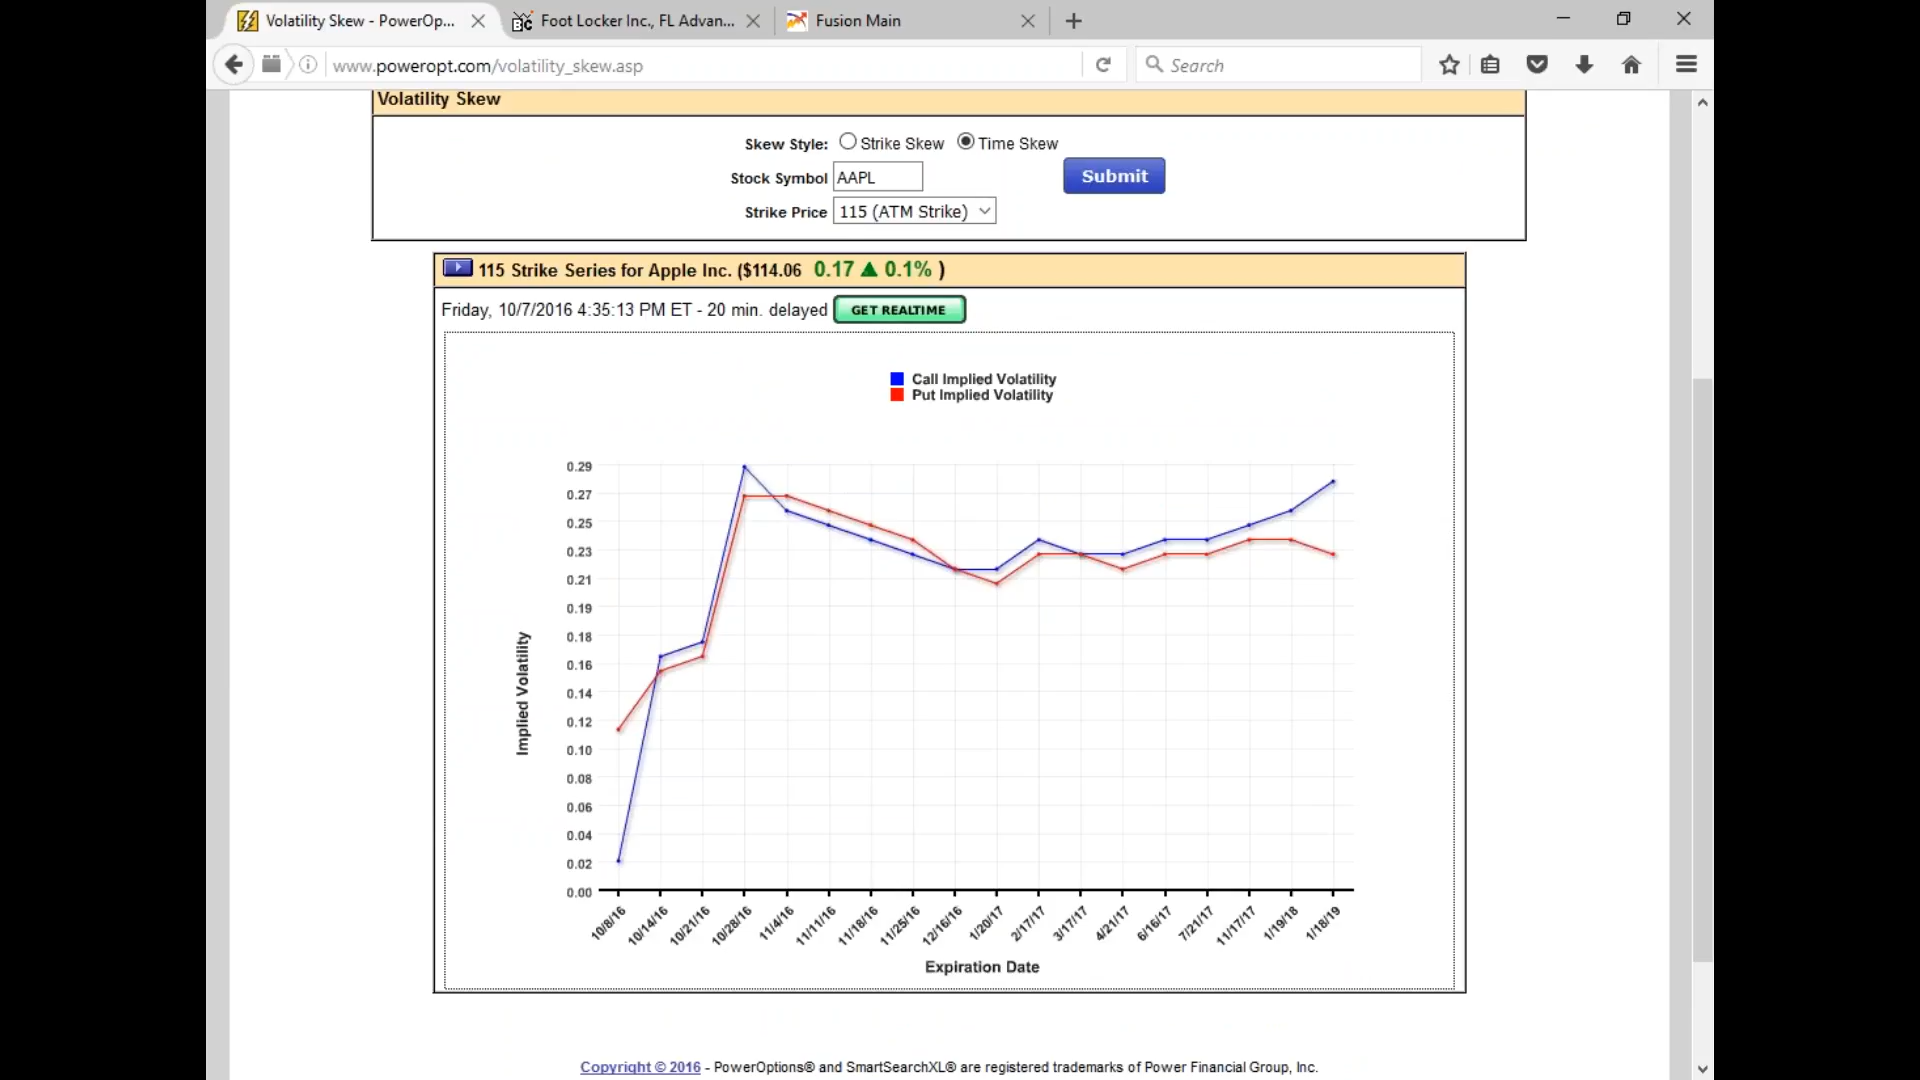 Volatility Skew - PowerOp...
Foot Locker Inc., FL Advan...
Fusion Main
www.poweropt.com/volatility_skew.asp
Search
Volatility Skew
Skew Style: Strike Skew Time Skew
Stock Symbol AAPL
Submit
Strike Price 115 (ATM Strike)
115 Strike Series for Apple Inc. ($114.06 0.17 ▲ 0.1% )
Friday, 10/7/2016 4:35:13 PM ET - 20 min. delayed GET REALTIME
Call Implied Volatility
Put Implied Volatility
0.29
0.27
0.25
0.23
0.21
0.19
0.18
0.16
0.14
0.12
0.10
0.08
0.06
0.04
0.02
0.00
Implied Volatility
10/8/16 10/14/16 10/21/16 10/28/16 11/4/16 11/11/16 11/18/16 11/25/16 12/16/16 1/20/17 2/17/17 3/17/17 4/21/17 6/16/17 7/21/17 11/17/17 1/19/18 1/18/19
Expiration Date
Copyright © 2016 - PowerOptions® and SmartSearchXL® are registered trademarks of Power Financial Group, Inc.